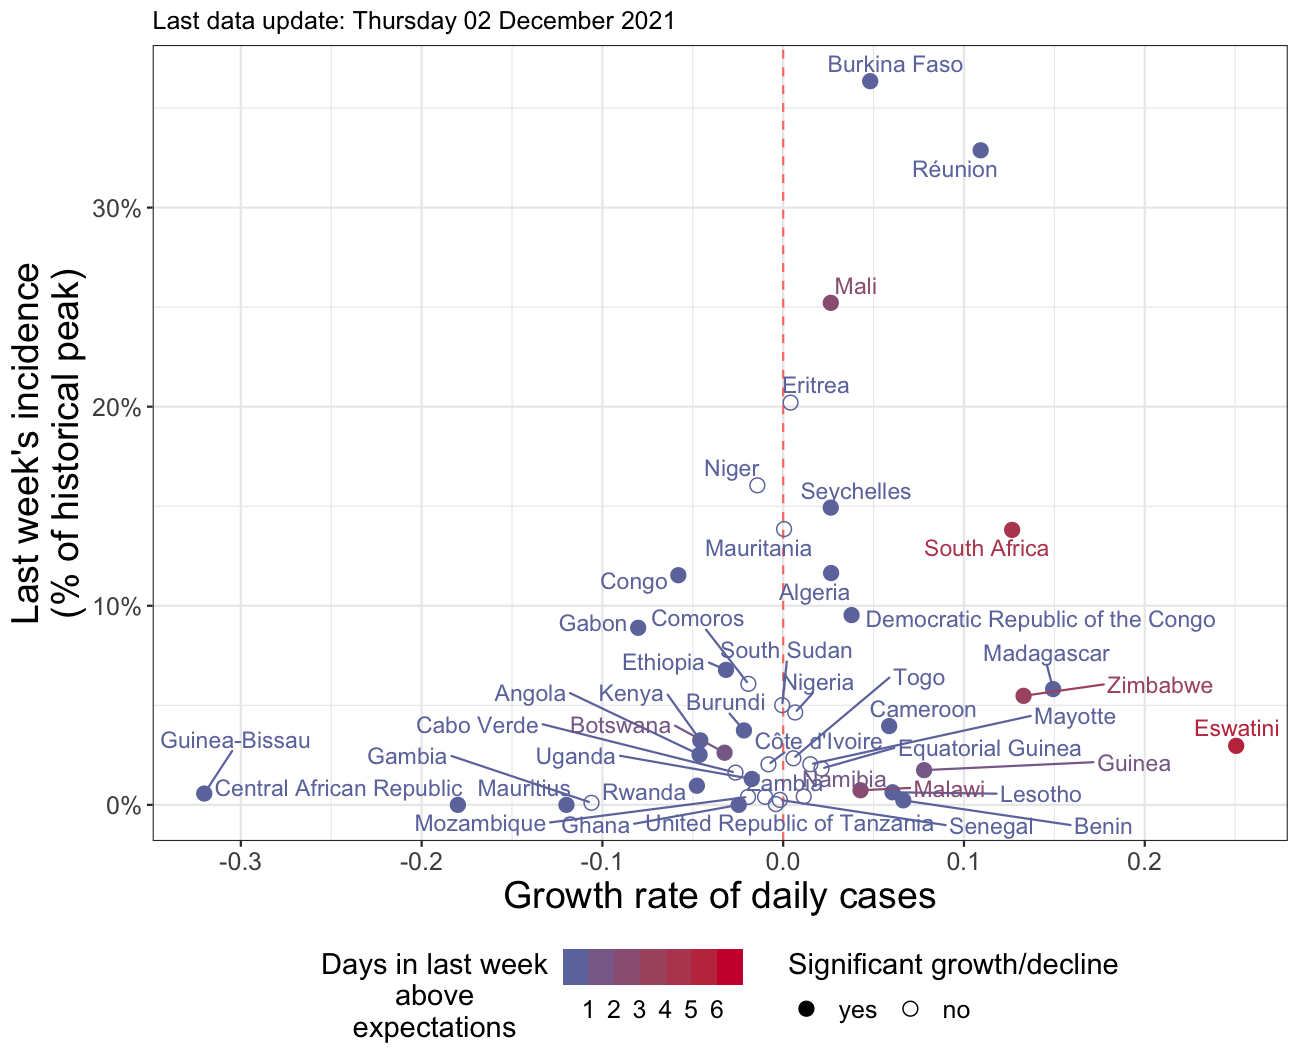 Last data update: Thursday 02 December 2021
Last week's incidence
(% of historical peak)
30%
20%
10%
0%
Burkina Faso
Réunion
Mali
Eritrea
Niger
Seychelles
South Africa
Mauritania
Congo
Algeria
Gabon
Comoros
Democratic Republic of the Congo
South Sudan
Madagascar
Ethiopia
Togo
Nigeria
Zimbabwe
Angola
Kenya
Burundi
Cameroon
Mayotte
Cabo Verde
Botswana
Eswatini
Guinea-Bissau
Côte d'Ivoire
Equatorial Guinea
Gambia
Uganda
Guinea
Namibia
Zambia
Central African Republic
Mauritius
Rwanda
Malawi
Lesotho
Mozambique
Ghana
United Republic of Tanzania
Senegal
Benin
-0.3
-0.2
-0.1
0.0
0.1
0.2
Growth rate of daily cases
Days in last week
above
expectations
1 2 3 4 5 6
Significant growth/decline
yes
no